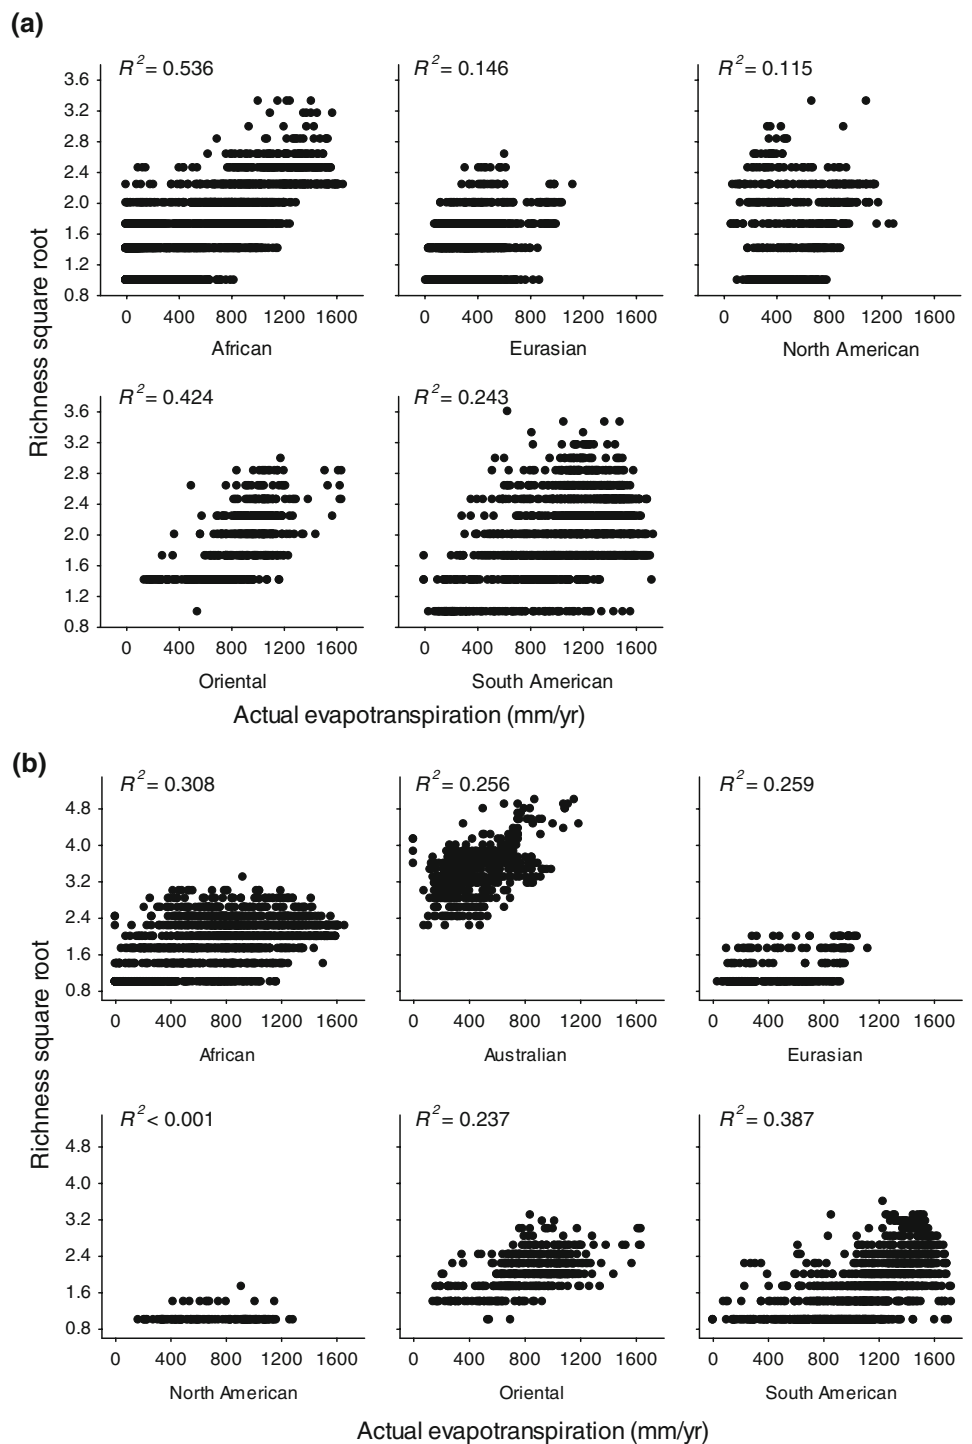 (a)
R² = 0.536
R² = 0.146
R² = 0.115
3.6
3.2
2.8
2.4
2.0
1.6
1.2
0.8
0 400 800 1200 1600
0 400 800 1200 1600
0 400 800 1200 1600
African
Eurasian
North American
Richness square root
R² = 0.424
R² = 0.243
3.6
3.2
2.8
2.4
2.0
1.6
1.2
0.8
0 400 800 1200 1600
0 400 800 1200 1600
Oriental
South American
Actual evapotranspiration (mm/yr)
(b)
R² = 0.308
R² = 0.256
R² = 0.259
4.8
4.0
3.2
2.4
1.6
0.8
0 400 800 1200 1600
0 400 800 1200 1600
0 400 800 1200 1600
African
Australian
Eurasian
Richness square root
R² < 0.001
R² = 0.237
R² = 0.387
4.8
4.0
3.2
2.4
1.6
0.8
0 400 800 1200 1600
0 400 800 1200 1600
0 400 800 1200 1600
North American
Oriental
South American
Actual evapotranspiration (mm/yr)